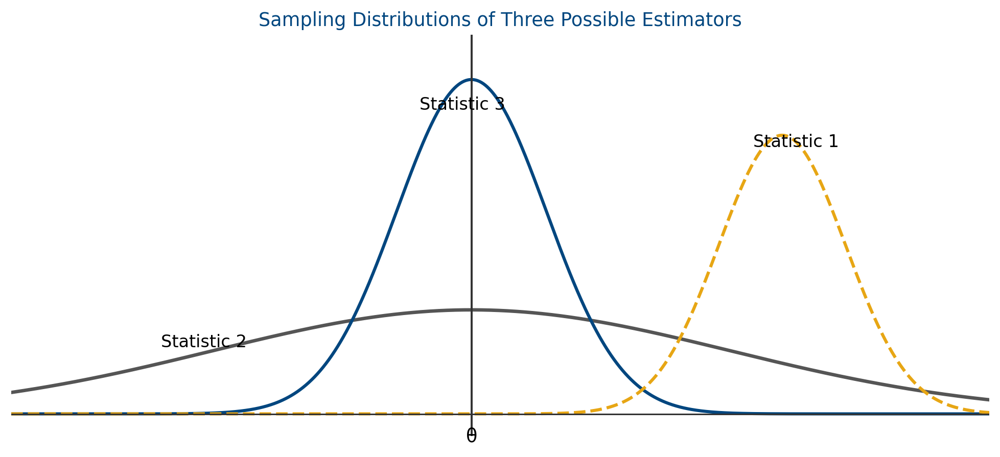 Sampling Distributions of Three Possible Estimators
Statistic 3
Statistic 1
Statistic 2
θ